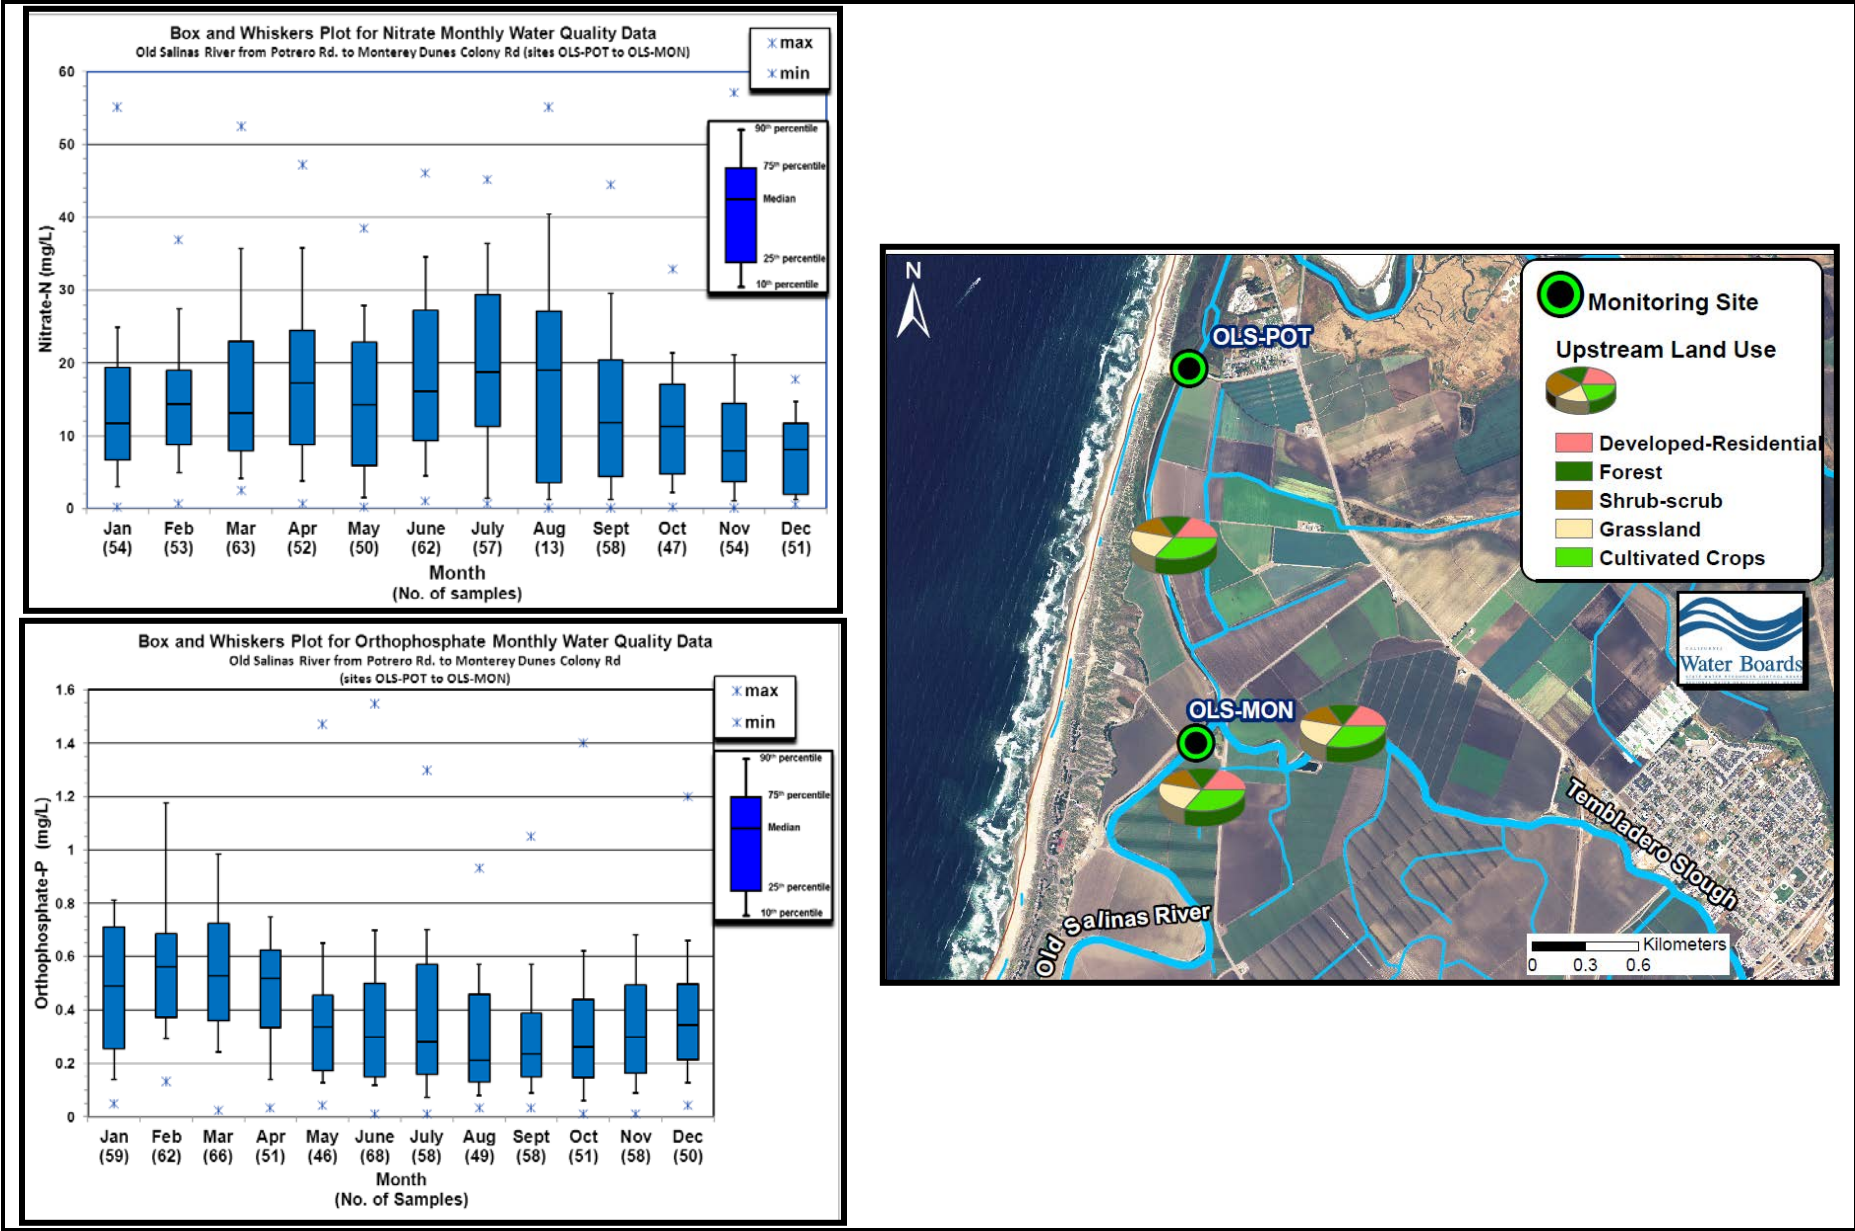 Box and Whiskers Plot for Nitrate Monthly Water Quality Data
Old Salinas River from Potrero Rd. to Monterey Dunes Colony Rd (sites OLS-POT to OLS-MON)
max
min
60
50
40
30
20
10
0
Nitrate-N (mg/L)
90th percentile
75th percentile
Median
25th percentile
10th percentile
Jan Feb Mar Apr May June July Aug Sept Oct Nov Dec
(54) (53) (63) (52) (50) (62) (57) (13) (58) (47) (54) (51)
Month
(No. of samples)
Box and Whiskers Plot for Orthophosphate Monthly Water Quality Data
Old Salinas River from Potrero Rd. to Monterey Dunes Colony Rd
(sites OLS-POT to OLS-MON)
max
min
1.6
1.4
1.2
1
0.8
0.6
0.4
0.2
0
Orthophosphate-P (mg/L)
90th percentile
75th percentile
Median
25th percentile
10th percentile
Jan Feb Mar Apr May June July Aug Sept Oct Nov Dec
(59) (62) (66) (51) (46) (68) (58) (49) (58) (51) (58) (50)
Month
(No. of Samples)
N
OLS-POT
OLS-MON
Old Salinas River
Tembladero Slough
Monitoring Site
Upstream Land Use
Developed-Residential
Forest
Shrub-scrub
Grassland
Cultivated Crops
CALIFORNIA
Water Boards
Kilometers
0 0.3 0.6